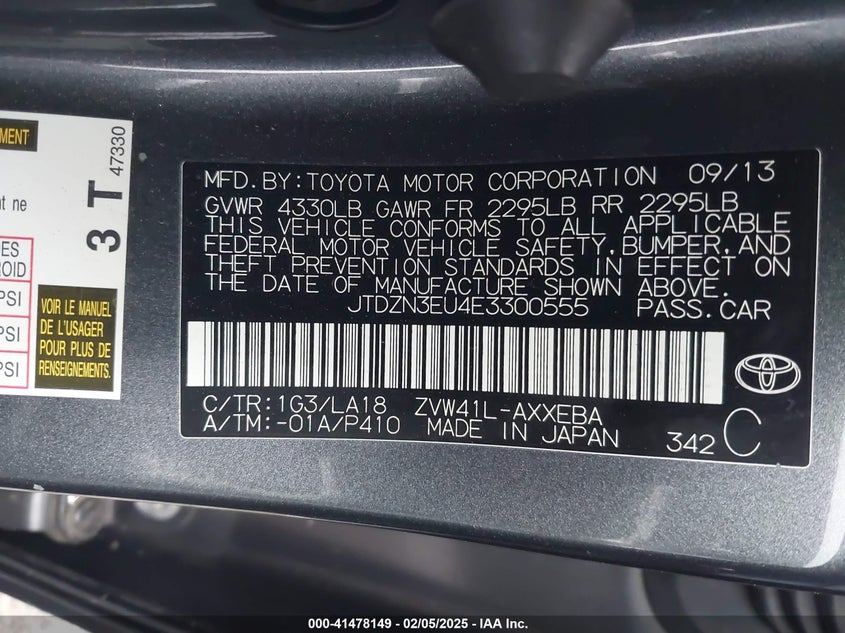 MENT
t ne
DES
ROID
PSI
PSI
PSI
VOIR LE MANUEL
DE L'USAGER
POUR PLUS DE
RENSEIGNEMENTS.
3 T 47330
MFD.BY:TOYOTA MOTOR CORPORATION 09/13
GVWR 4330LB GAWR FR 2295LB RR 2295LB
THIS VEHICLE CONFORMS TO ALL APPLICABLE
FEDERAL MOTOR VEHICLE SAFETY,BUMPER,AND
THEFT PREVENTION STANDARDS IN EFFECT ON
THE DATE OF MANUFACTURE SHOWN ABOVE.
JTDZN3EU4E3300555 PASS.CAR
C/TR:1G3/LA18 ZVW41L-AXXEBA
A/TM:-01A/P410 MADE IN JAPAN 342 C
000-41478149 - 02/05/2025 - IAA Inc.